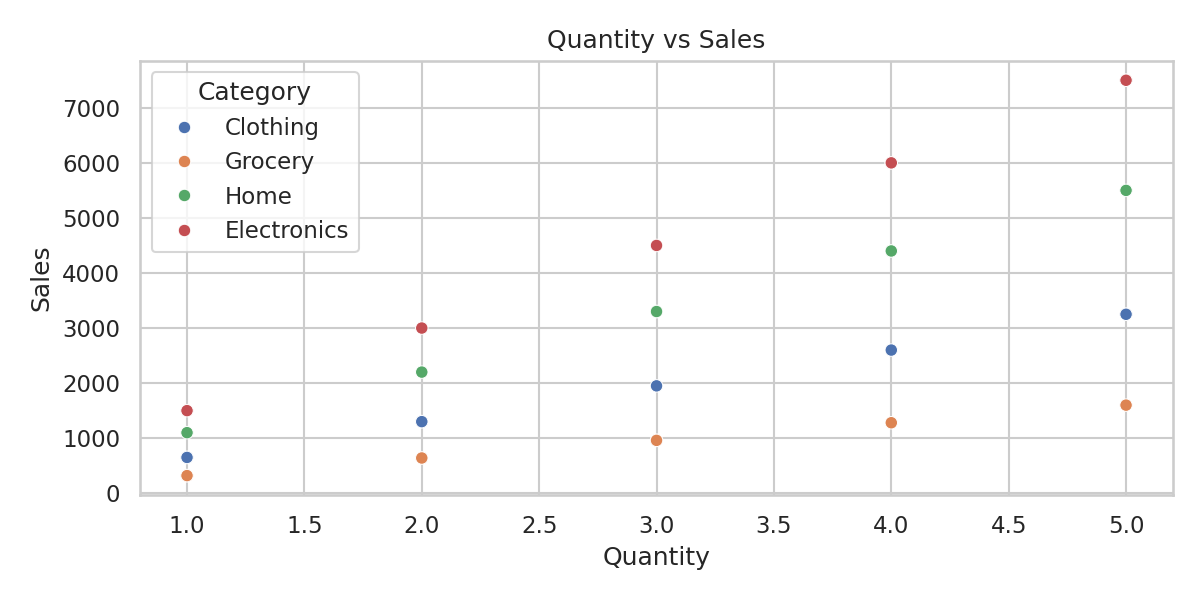 Quantity vs Sales
Category
Clothing
Grocery
Home
Electronics
Sales
7000
6000
5000
4000
3000
2000
1000
0
1.0 1.5 2.0 2.5 3.0 3.5 4.0 4.5 5.0
Quantity